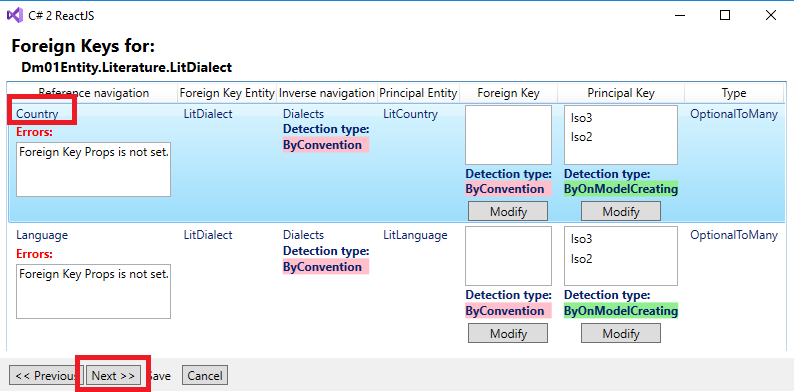 C# 2 ReactJS
Foreign Keys for:
Dm01Entity.Literature.LitDialect
Reference navigation Foreign Key Entity Inverse navigation Principal Entity Foreign Key Principal Key Type
Country LitDialect Dialects LitCountry Iso3 OptionalToMany
Errors: Detection type: Iso2
Foreign Key Props is not set. ByConvention
Detection type: Detection type:
ByConvention ByOnModelCreating
Modify Modify
Language LitDialect Dialects LitLanguage Iso3 OptionalToMany
Errors: Detection type: Iso2
Foreign Key Props is not set. ByConvention
Detection type: Detection type:
ByConvention ByOnModelCreating
Modify Modify
<< Previous Next >> Save Cancel